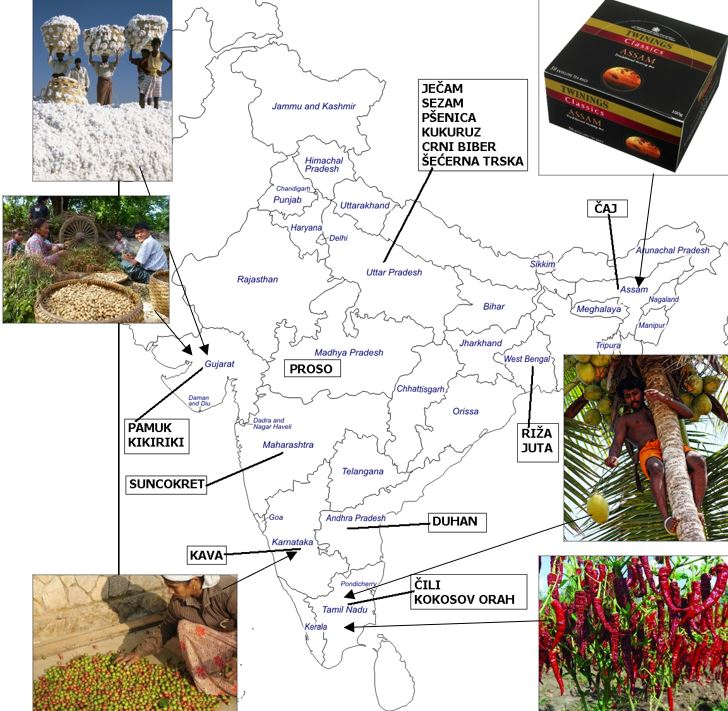 JEČAM
SEZAM
PŠENICA
KUKURUZ
CRNI BIBER
ŠEĆERNA TRSKA
TWININGS
Classics
ASSAM
TWININGS
Classics
ASSAM
Jammu and Kashmir
Himachal
Pradesh
Chandigarh
Punjab
Uttarakhand
Haryana
Delhi
ČAJ
Arunachal Pradesh
Sikkim
Rajasthan
Uttar Pradesh
Assam
Nagaland
Bihar
Meghalaya
Manipur
Tripura
Jharkhand
Madhya Pradesh
West Bengal
Gujarat
PROSO
Chhattisgarh
Daman
and Diu
Orissa
Dadra and
Nagar Haveli
PAMUK
KIKIRIKI
RIŽA
JUTA
Maharashtra
Telangana
SUNCOKRET
Goa
Andhra Pradesh
DUHAN
Karnataka
KAVA
Pondicherry
ČILI
KOKOSOV ORAH
Tamil Nadu
Kerala